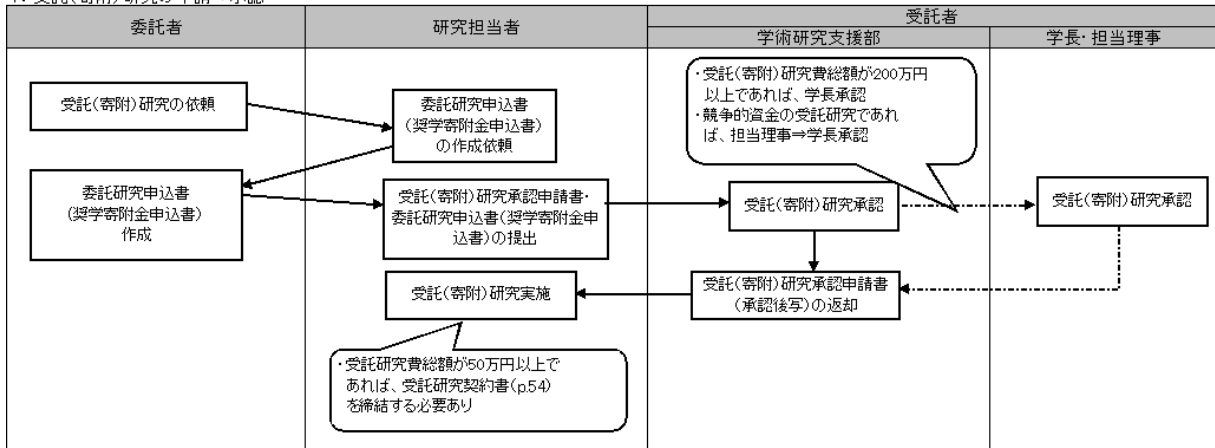 委託者
研究担当者
受託者
学術研究支援部
学長・担当理事
受託(寄附)研究の依頼
委託研究申込書
(奨学寄附金申込書)
の作成依頼
・受託(寄附)研究費総額が200万円
以上であれば、学長承認
・競争的資金の受託研究であれ
ば、担当理事⇒学長承認
委託研究申込書
(奨学寄附金申込書)
作成
受託(寄附)研究承認申請書・
委託研究申込書(奨学寄附金申
込書)の提出
受託(寄附)研究承認
受託(寄附)研究承認
受託(寄附)研究実施
受託(寄附)研究承認申請書
(承認後写)の返却
・受託研究費総額が50万円以上で
あれば、受託研究契約書(p.54)
を締結する必要あり